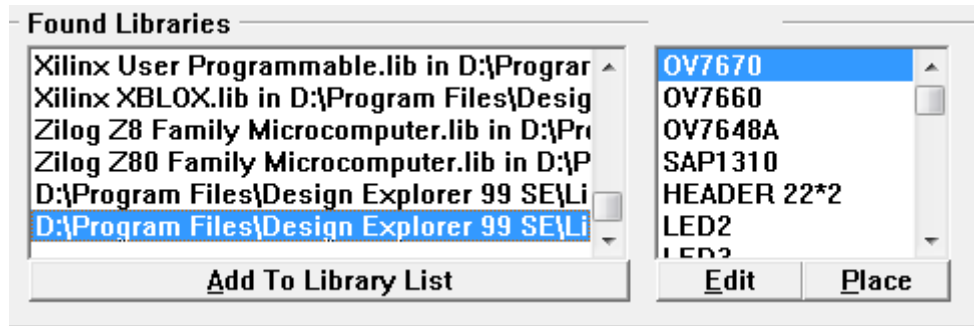 Found Libraries
Xilinx User Programmable.lib in D:\Prograr
Xilinx XBLOX.lib in D:\Program Files\Desig
Zilog Z8 Family Microcomputer.lib in D:\Pr
Zilog Z80 Family Microcomputer.lib in D:\P
D:\Program Files\Design Explorer 99 SE\Li
D:\Program Files\Design Explorer 99 SE\Li
Add To Library List
OV7670
OV7660
OV7648A
SAP1310
HEADER 22*2
LED2
LED3
Edit
Place